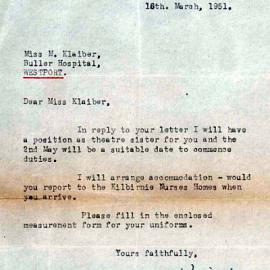 16th. March, 1951.
Miss M. Klaiber,
Buller Hospital,
WESTPORT.
Dear Miss Klaiber,
In reply to your letter I will have
a position as theatre sister for you and the
2nd May will be a suitable date to commence
duties.
I will arrange accommodation - would
you report to the Kilbirnie Nurses Homes when
you arrive.
Please fill in the enclosed
measurement form for your uniforms.
Yours faithfully,